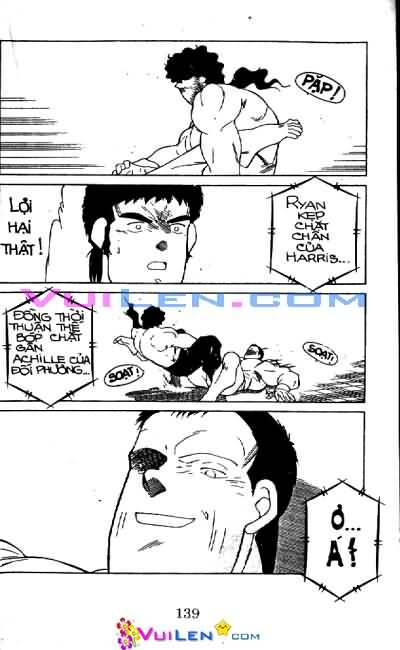 PẶP!
LỢI
HẠI
THẬT!
RYAN
KẸP
CHẶT
CHÂN
CỦA
HARRIS...
VUILEN.COM
ĐỒNG THỜI
THUẬN THẾ
BÓP CHẶT
GÂN
ACHILLE CỦA
ĐỐI PHƯƠNG...
SOẠT!
SOẠT!
Ơ...
Á!
139
VUILEN.COM